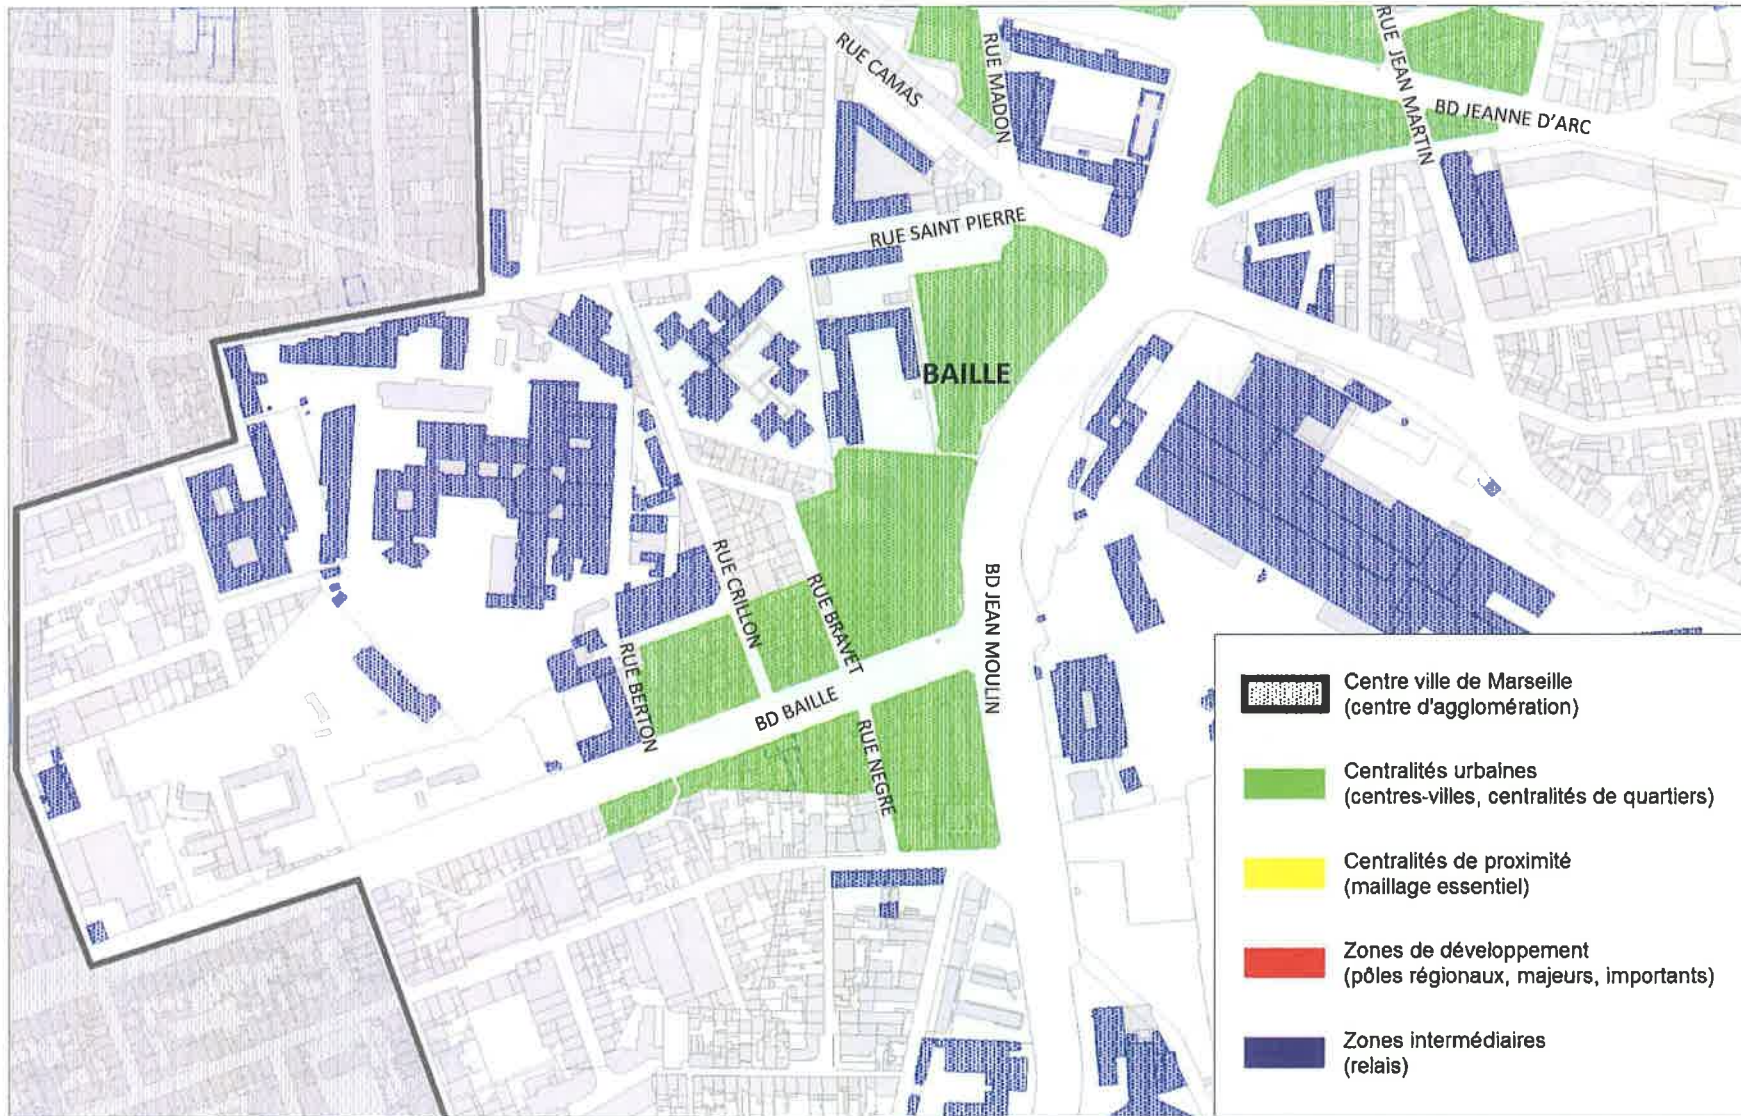 RUE CAMAS
RUE MADON
RUE JEAN MARTIN
BD JEANNE D'ARC
RUE SAINT PIERRE
BAILLE
RUE CRILLON
RUE BRAVET
BD JEAN MOULIN
RUE BERTON
BD BAILLE
RUE NEGRE
Centre ville de Marseille
(centre d'agglomération)
Centralités urbaines
(centres-villes, centralités de quartiers)
Centralités de proximité
(maillage essentiel)
Zones de développement
(pôles régionaux, majeurs, importants)
Zones intermédiaires
(relais)